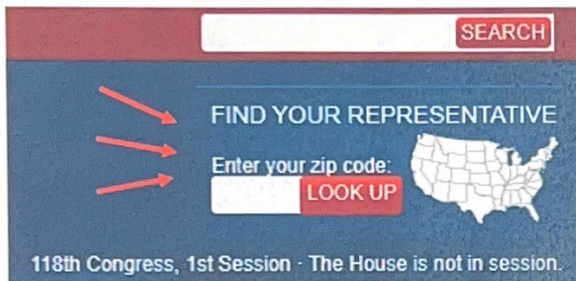 SEARCH
FIND YOUR REPRESENTATIVE
Enter your zip code:
LOOK UP
118th Congress, 1st Session - The House is not in session.